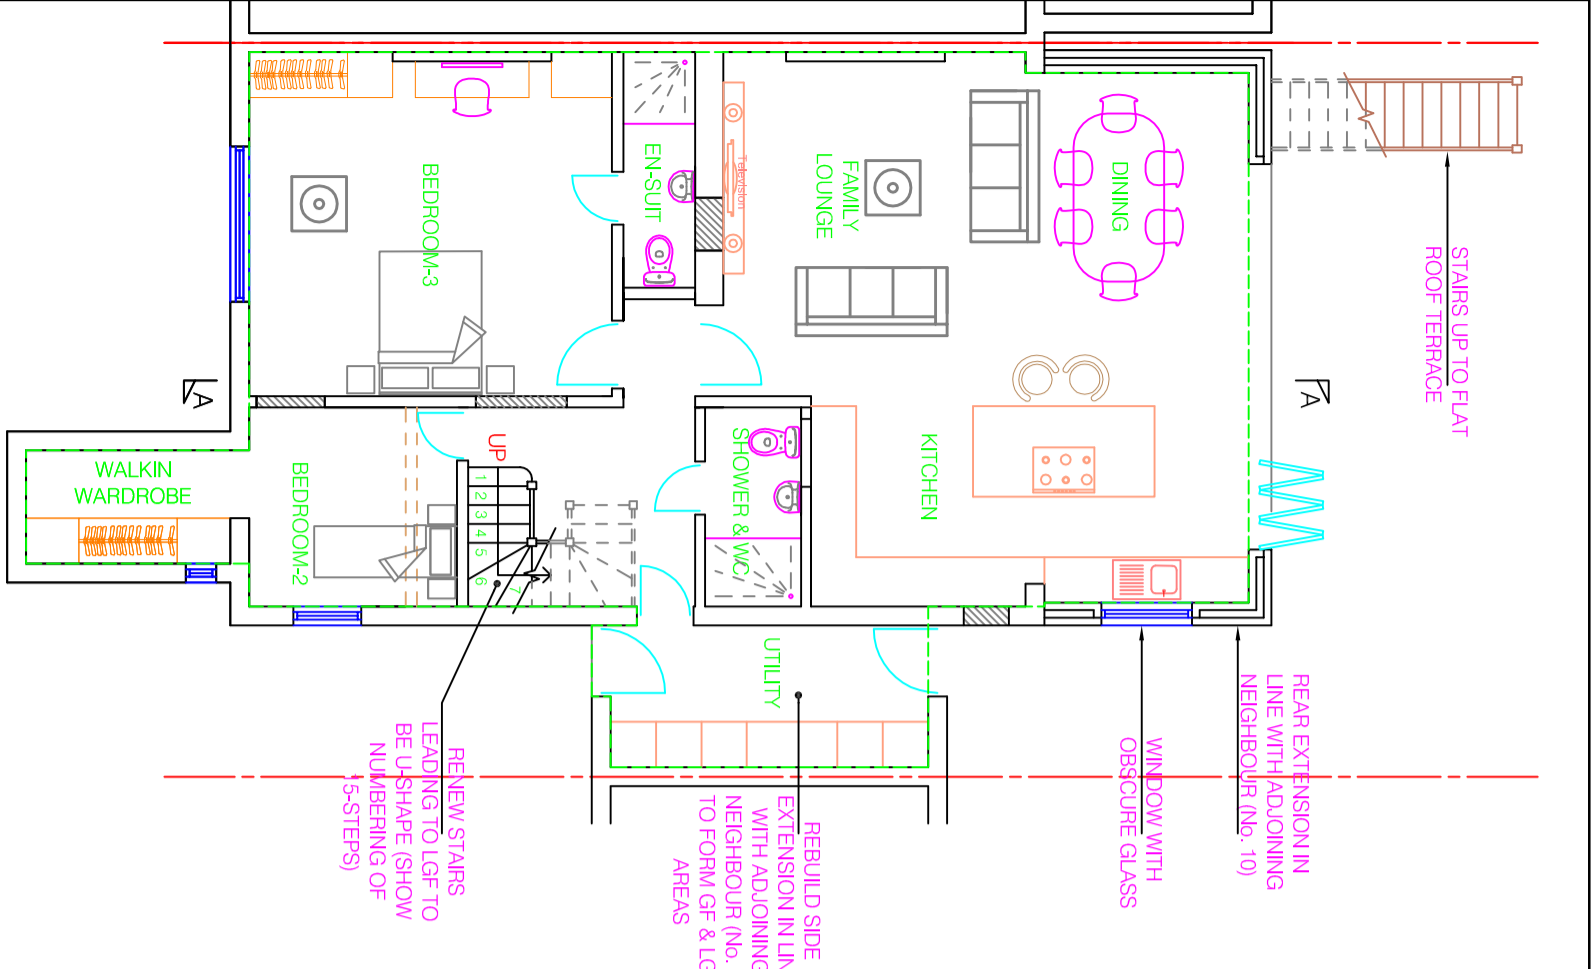 STAIRS UP TO FLAT
ROOF TERRACE
A
A
DINING
FAMILY
LOUNGE
Television
EN-SUIT
BEDROOM-3
KITCHEN
SHOWER & WC
UP
1
2
3
4
5
6
7
BEDROOM-2
WALKIN
WARDROBE
UTILITY
REAR EXTENSION IN
LINE WITH ADJOINING
NEIGHBOUR (No. 10)
WINDOW WITH
OBSCURE GLASS
REBUILD SIDE
EXTENSION IN LIN
WITH ADJOINING
NEIGHBOUR (No.
TO FORM GF & LG
AREAS
RENEW STAIRS
LEADING TO LGF TO
BE U-SHAPE (SHOW
NUMBERING OF
15-STEPS)